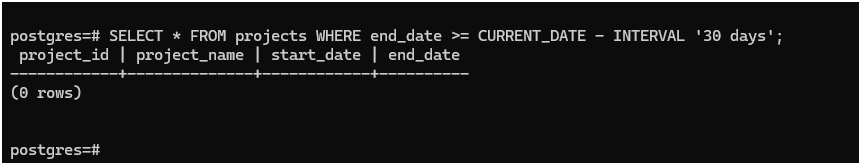 postgres=# SELECT * FROM projects WHERE end_date >= CURRENT_DATE - INTERVAL '30 days';
 project_id | project_name | start_date | end_date
------------+--------------+------------+----------
(0 rows)
postgres=#